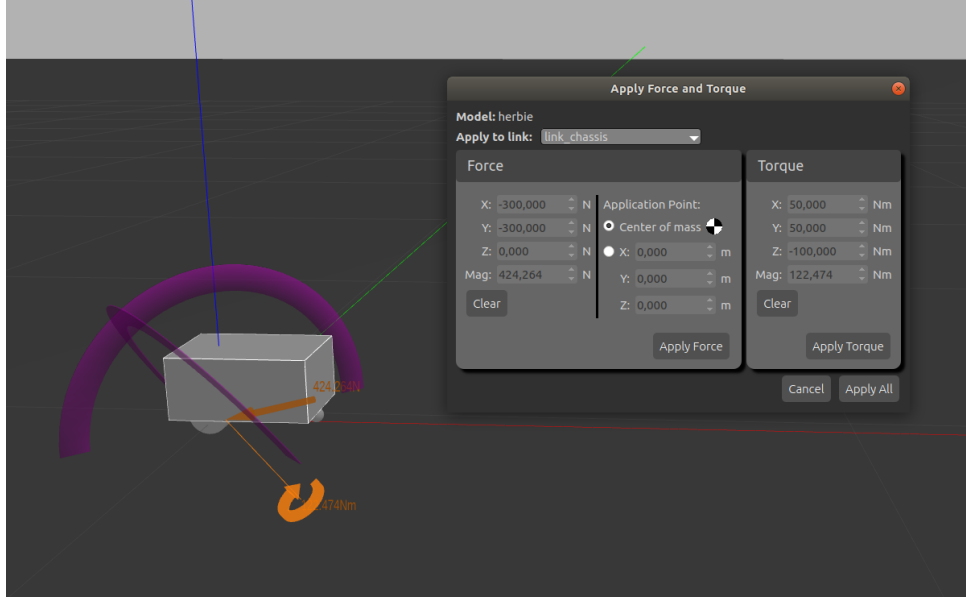 Apply Force and Torque
Model: herbie
Apply to link: link_chassis
Force
X: -300,000 N
Y: -300,000 N
Z: 0,000 N
Mag: 424,264 N
Clear
Application Point:
Center of mass
X: 0,000 m
Y: 0,000 m
Z: 0,000 m
Apply Force
Torque
X: 50,000 Nm
Y: 50,000 Nm
Z: -100,000 Nm
Mag: 122,474 Nm
Clear
Apply Torque
Cancel Apply All
424,264N
474Nm